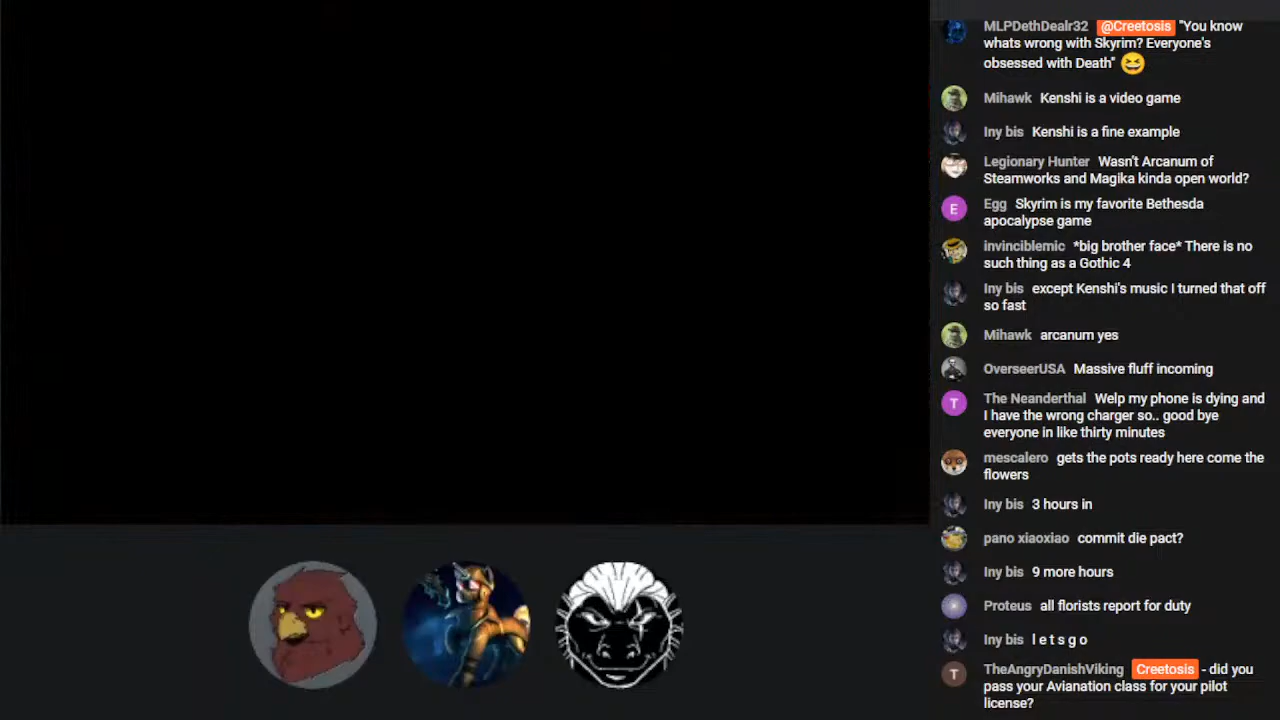 MLPDethDealr32 @Creetosis "You know
whats wrong with Skyrim? Everyone's
obsessed with Death"
Mihawk Kenshi is a video game
Iny bis Kenshi is a fine example
Legionary Hunter Wasn't Arcanum of
Steamworks and Magika kinda open world?
E
Egg Skyrim is my favorite Bethesda
apocalypse game
invinciblemic *big brother face* There is no
such thing as a Gothic 4
Iny bis except Kenshi's music I turned that off
so fast
Mihawk arcanum yes
OverseerUSA Massive fluff incoming
T
The Neanderthal Welp my phone is dying and
I have the wrong charger so.. good bye
everyone in like thirty minutes
mescalero gets the pots ready here come the
flowers
Iny bis 3 hours in
pano xiaoxiao commit die pact?
Iny bis 9 more hours
Proteus all florists report for duty
Iny bis l e t s g o
T
TheAngryDanishViking Creetosis - did you
pass your Avianation class for your pilot
license?